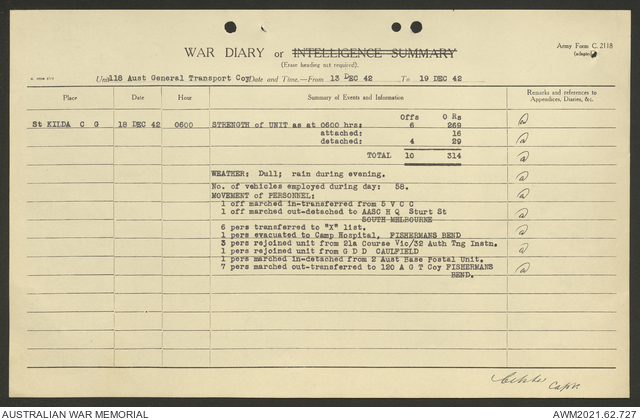 WAR DIARY or INTELLIGENCE SUMMARY
Army Form C. 2118
(Erase heading not required).
Unit 118 Aust General Transport Coy Date and Time.—From 13 DEC 42 To 19 DEC 42
Place Date Hour Summary of Events and Information Remarks and references to Appendices, Diaries, &c.
Offs O Rs
St KILDA C G 18 DEC 42 0600 STRENGTH of UNIT as at 0600 hrs: 6 269
attached: 16
detached: 4 29
TOTAL 10 314
WEATHER: Dull; rain during evening.
No. of vehicles employed during day: 58.
MOVEMENT of PERSONNEL:
1 off marched in-transferred from 5 V C C
1 off marched out-detached to AASC H Q Sturt St
SOUTH MELBOURNE
6 pers transferred to "X" list.
1 pers evacuated to Camp Hospital, FISHERMANS BEND
3 pers rejoined unit from 21a Course Vic/32 Auth Tng Instn.
1 pers rejoined unit from G D D CAULFIELD
1 pers marched in-detached from 2 Aust Base Postal Unit.
7 pers marched out-transferred to 120 A G T Coy FISHERMANS
BEND.
Capt
AUSTRALIAN WAR MEMORIAL
AWM2021.62.727